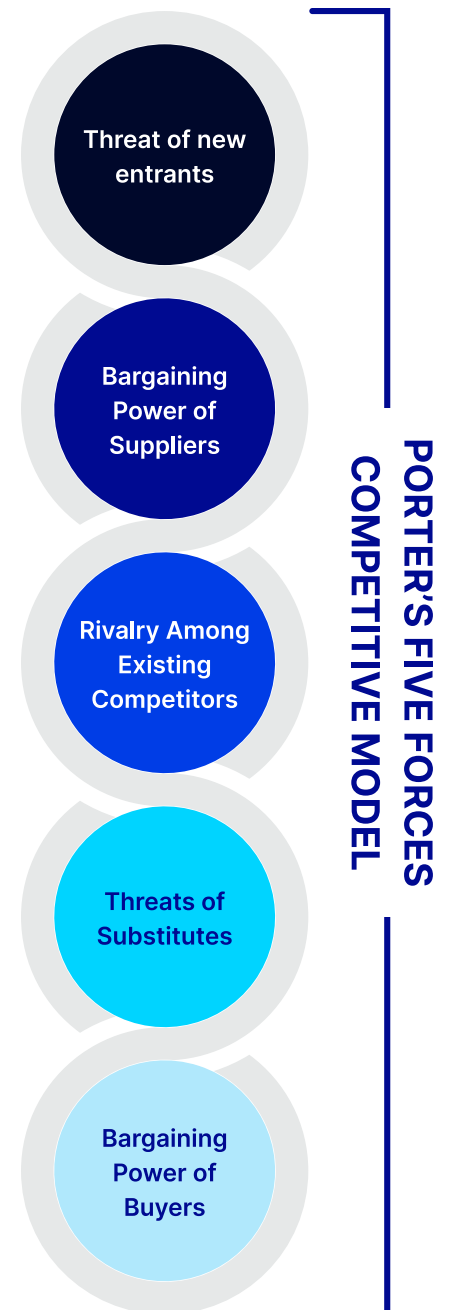 Threat of new
entrants
Bargaining
Power of
Suppliers
Rivalry Among
Existing
Competitors
Threats of
Substitutes
Bargaining
Power of
Buyers
PORTER’S FIVE FORCES
COMPETITIVE MODEL